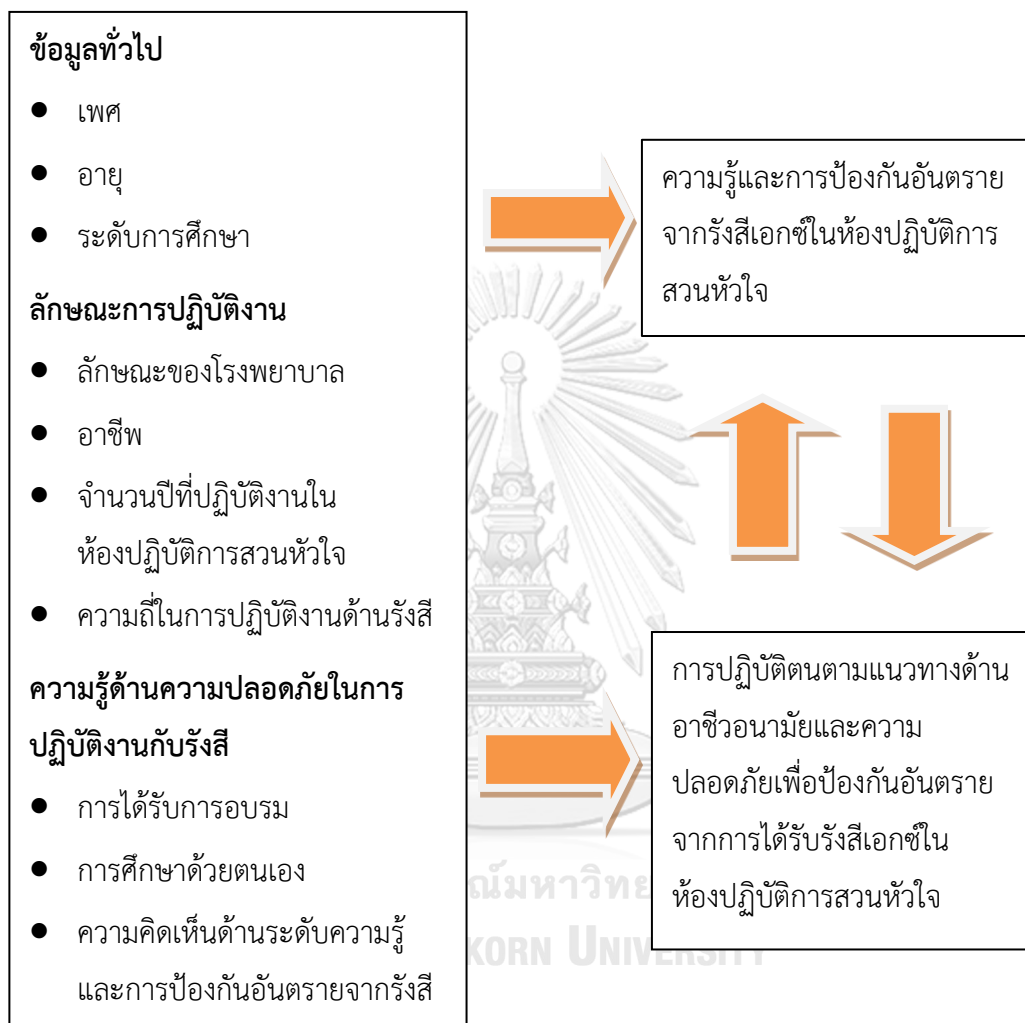 ข้อมูลทั่วไป
● เพศ
● อายุ
● ระดับการศึกษา
ลักษณะการปฏิบัติงาน
● ลักษณะของโรงพยาบาล
● อาชีพ
● จำนวนปีที่ปฏิบัติงานใน
ห้องปฏิบัติการสวนหัวใจ
● ความถี่ในการปฏิบัติงานด้านรังสี
ความรู้ด้านความปลอดภัยในการ
ปฏิบัติงานกับรังสี
● การได้รับการอบรม
● การศึกษาด้วยตนเอง
● ความคิดเห็นด้านระดับความรู้
และการป้องกันอันตรายจากรังสี
ความรู้และการป้องกันอันตราย
จากรังสีเอกซ์ในห้องปฏิบัติการ
สวนหัวใจ
การปฏิบัติตนตามแนวทางด้าน
อาชีวอนามัยและความ
ปลอดภัยเพื่อป้องกันอันตราย
จากการได้รับรังสีเอกซ์ใน
ห้องปฏิบัติการสวนหัวใจ
ณ์มหาวิทย
KORN UNIVERSITY